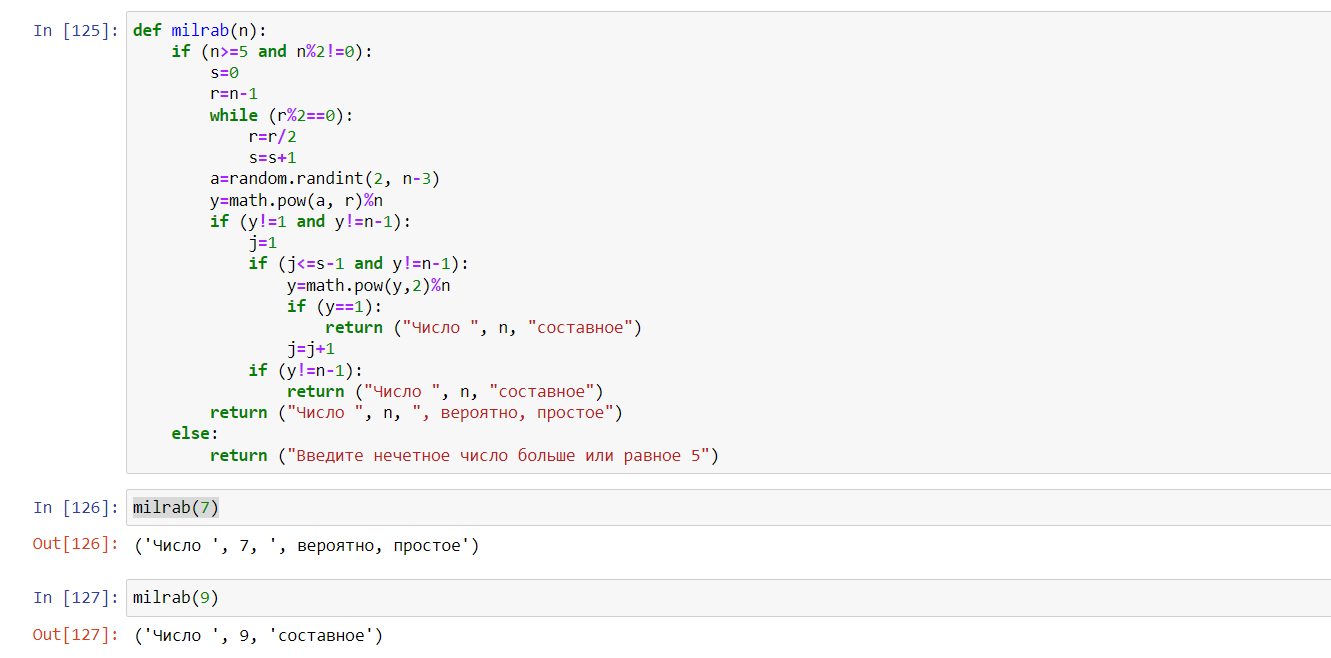 In [125]: def milrab(n):
    if (n>=5 and n%2!=0):
        s=0
        r=n-1
        while (r%2==0):
            r=r/2
            s=s+1
        a=random.randint(2, n-3)
        y=math.pow(a, r)%n
        if (y!=1 and y!=n-1):
            j=1
            if (j<=s-1 and y!=n-1):
                y=math.pow(y,2)%n
                if (y==1):
                    return ("Число ", n, "составное")
                j=j+1
            if (y!=n-1):
                return ("Число ", n, "составное")
        return ("Число ", n, ", вероятно, простое")
    else:
        return ("Введите нечетное число больше или равное 5")
In [126]: milrab(7)
Out[126]: ('Число ', 7, ', вероятно, простое')
In [127]: milrab(9)
Out[127]: ('Число ', 9, 'составное')